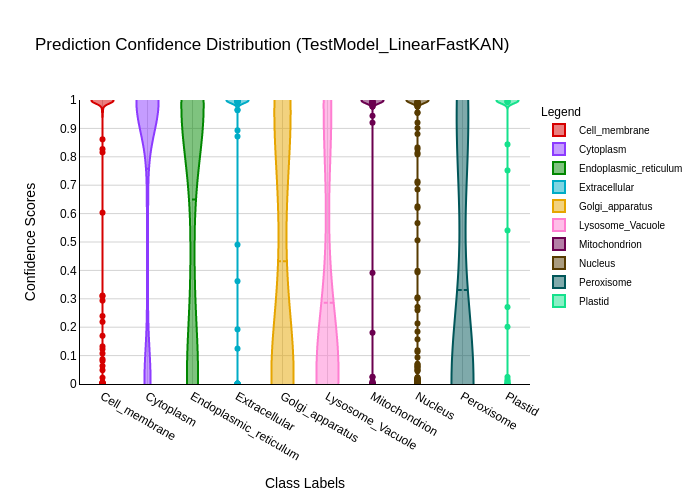 Prediction Confidence Distribution (TestModel_LinearFastKAN)
Confidence Scores
1
0.9
0.8
0.7
0.6
0.5
0.4
0.3
0.2
0.1
0
Cell_membrane
Cytoplasm
Endoplasmic_reticulum
Extracellular
Golgi_apparatus
Lysosome_Vacuole
Mitochondrion
Nucleus
Peroxisome
Plastid
Class Labels
Legend
Cell_membrane
Cytoplasm
Endoplasmic_reticulum
Extracellular
Golgi_apparatus
Lysosome_Vacuole
Mitochondrion
Nucleus
Peroxisome
Plastid